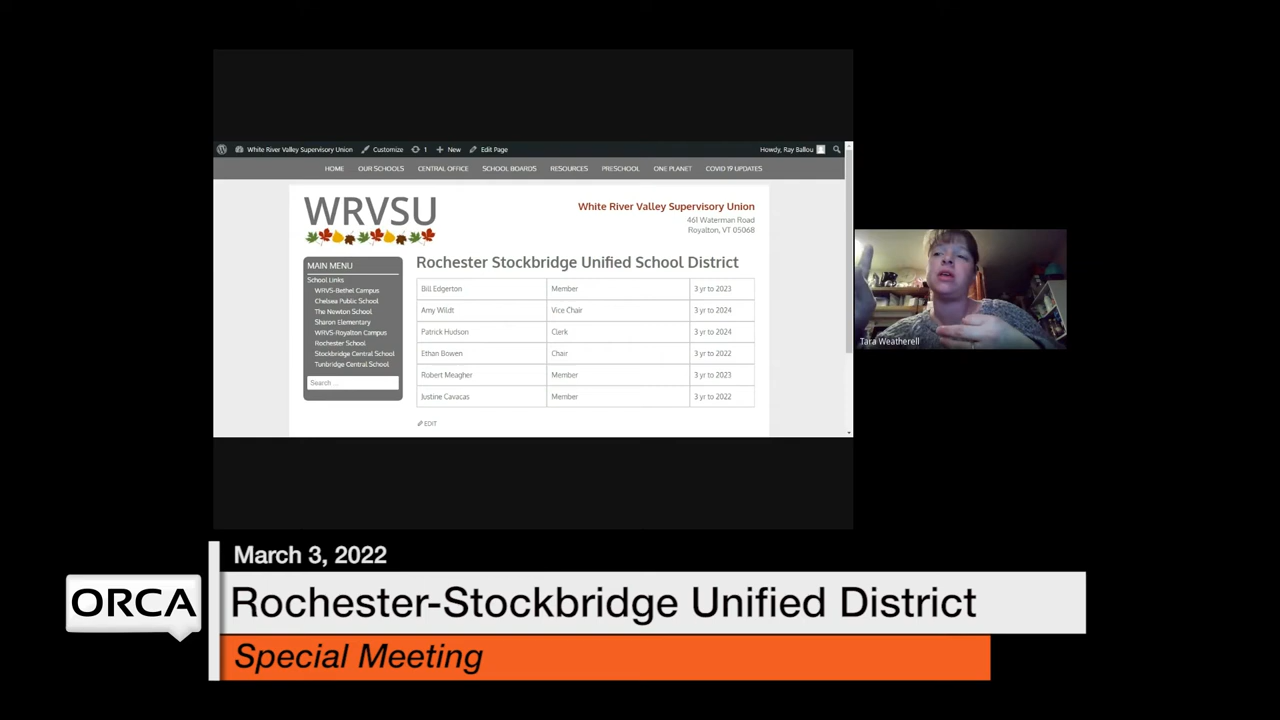 White River Valley Supervisory Union Customize 1 New Edit Page Howdy, Ray Ballou
HOME OUR SCHOOLS CENTRAL OFFICE SCHOOL BOARDS RESOURCES PRESCHOOL ONE PLANET COVID 19 UPDATES
WRVSU
White River Valley Supervisory Union
461 Waterman Road
Royalton, VT 05068
MAIN MENU
School Links
WRVS-Bethel Campus
Chelsea Public School
The Newton School
Sharon Elementary
WRVS-Royalton Campus
Rochester School
Stockbridge Central School
Tunbridge Central School
Search ...
Rochester Stockbridge Unified School District
Bill Edgerton Member 3 yr to 2023
Amy Wildt Vice Chair 3 yr to 2024
Patrick Hudson Clerk 3 yr to 2024
Ethan Bowen Chair 3 yr to 2022
Robert Meagher Member 3 yr to 2023
Justine Cavacas Member 3 yr to 2022
EDIT
Tara Weatherell
March 3, 2022
ORCA
Rochester-Stockbridge Unified District
Special Meeting